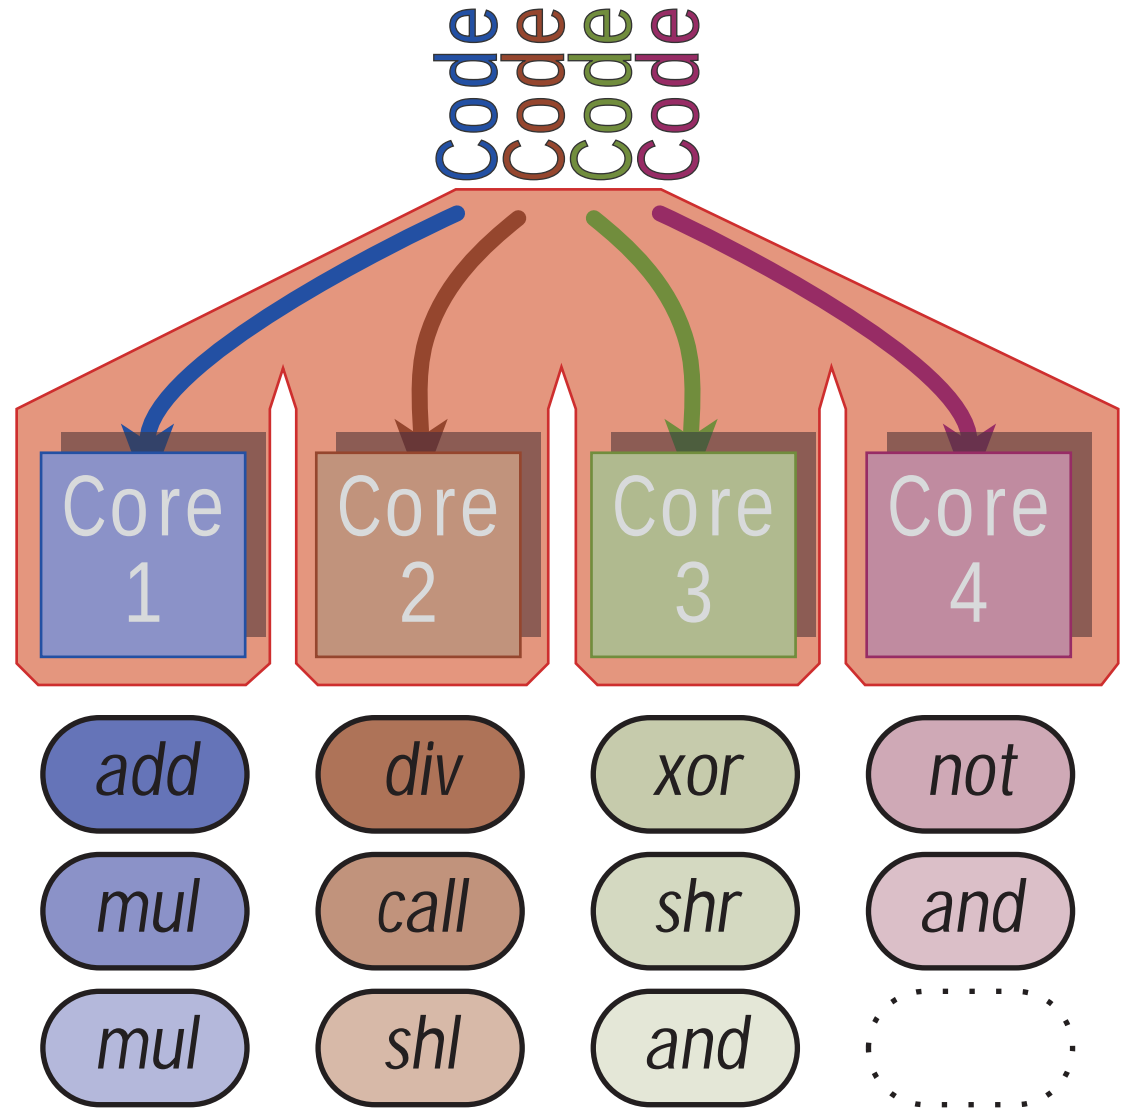 Code
Code
Code
Code
Core
1
Core
2
Core
3
Core
4
add
div
xor
not
mul
call
shr
and
mul
shl
and